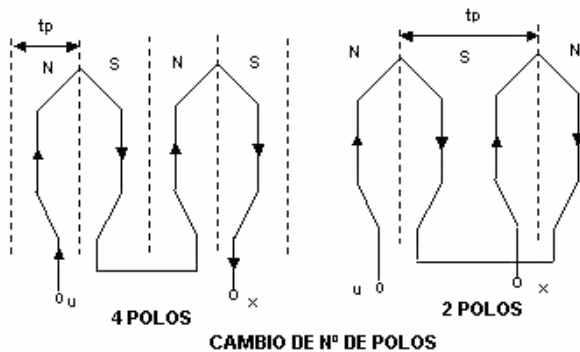 tp
N S N S
u x
4 POLOS
tp
N S N
u x
2 POLOS
CAMBIO DE Nº DE POLOS